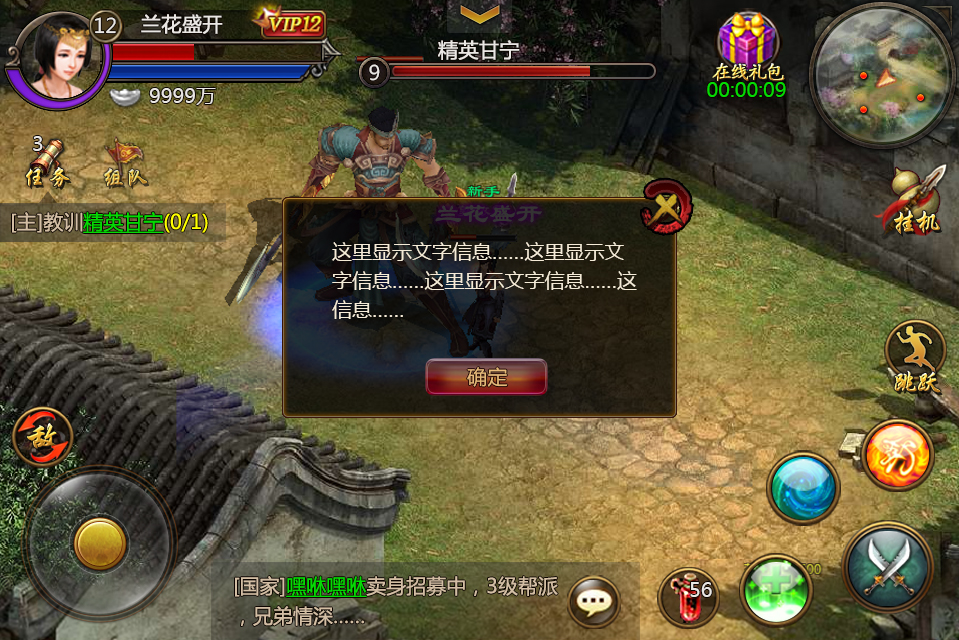 12
兰花盛开
VIP12
9999万
精英甘宁
9
在线礼包
00:00:09
3
任务
组队
[主]教训精英甘宁(0/1)
挂机
新手
兰花盛开
这里显示文字信息......这里显示文
字信息......这里显示文字信息......这
信息......
确定
跳跃
敌
[国家]嘿咻嘿咻卖身招募中，3级帮派
，兄弟情深......
56